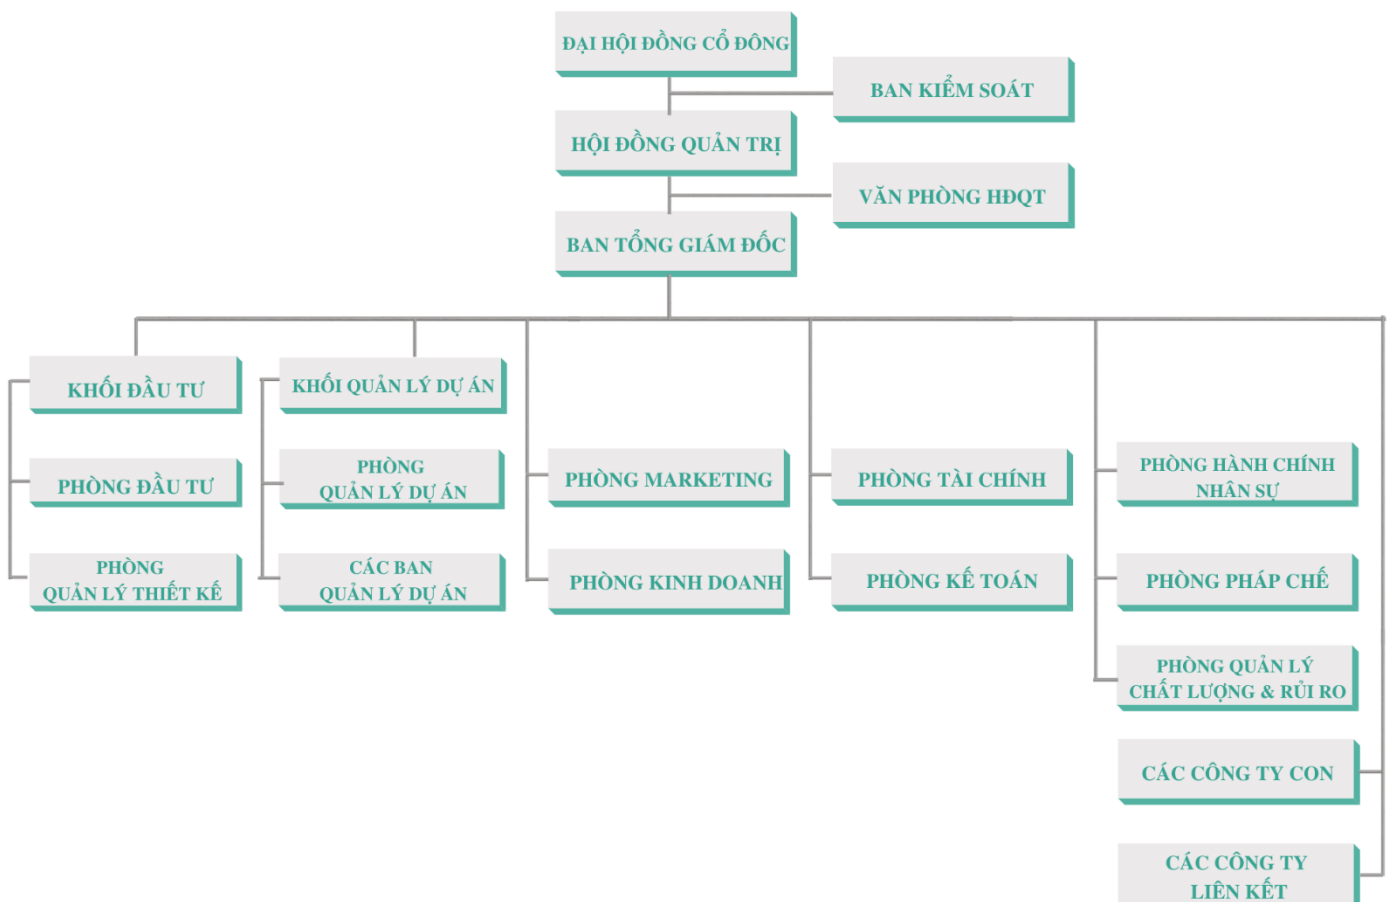 ĐẠI HỘI ĐỒNG CỔ ĐÔNG
BAN KIỂM SOÁT
HỘI ĐỒNG QUẢN TRỊ
VĂN PHÒNG HĐQT
BAN TỔNG GIÁM ĐỐC
KHỐI ĐẦU TƯ
PHÒNG ĐẦU TƯ
PHÒNG
QUẢN LÝ THIẾT KẾ
KHỐI QUẢN LÝ DỰ ÁN
PHÒNG
QUẢN LÝ DỰ ÁN
CÁC BAN
QUẢN LÝ DỰ ÁN
PHÒNG MARKETING
PHÒNG KINH DOANH
PHÒNG TÀI CHÍNH
PHÒNG KẾ TOÁN
PHÒNG HÀNH CHÍNH
NHÂN SỰ
PHÒNG PHÁP CHẾ
PHÒNG QUẢN LÝ
CHẤT LƯỢNG & RỦI RO
CÁC CÔNG TY CON
CÁC CÔNG TY
LIÊN KẾT